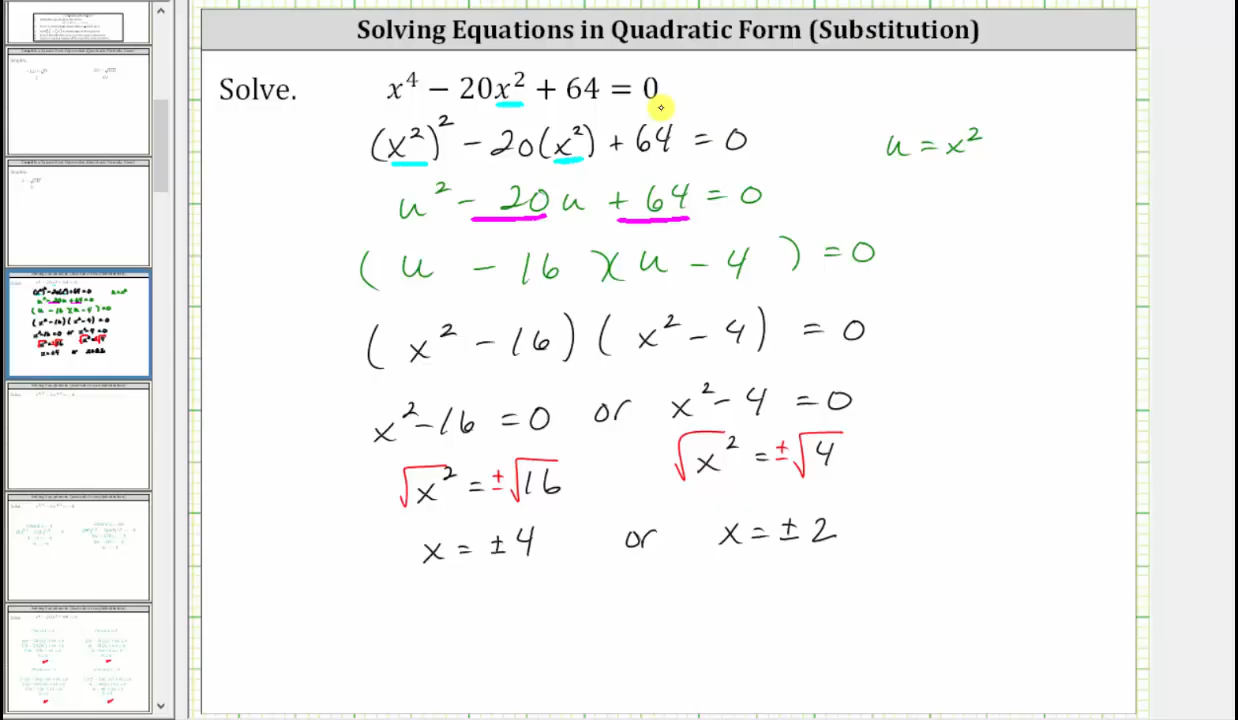 Solving Equations in Quadratic Form (Substitution)
Solve. x⁴ − 20x² + 64 = 0
(x²)² − 20(x²) + 64 = 0 u = x²
u² − 20u + 64 = 0
(u − 16)(u − 4) = 0
(x² − 16)(x² − 4) = 0
x² − 16 = 0 or x² − 4 = 0
√x² = ±√16 √x² = ±√4
x = ±4 or x = ±2